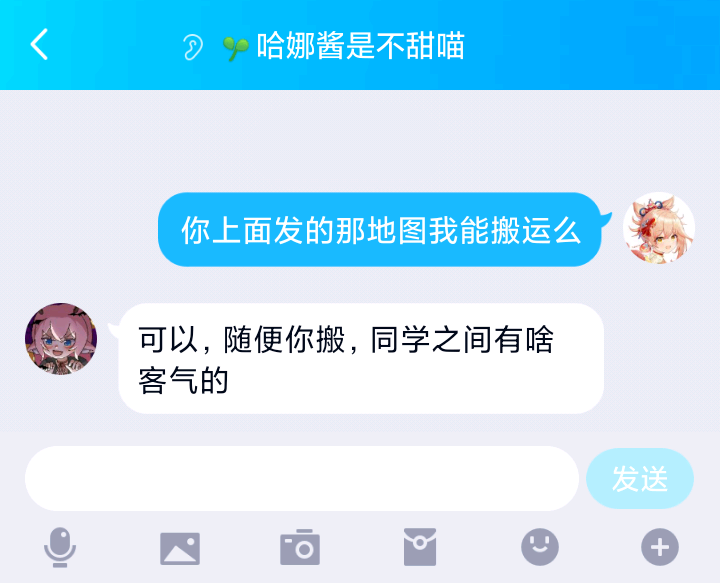 哈娜酱是不甜喵
你上面发的那地图我能搬运么
可以，随便你搬，同学之间有啥
客气的
发送